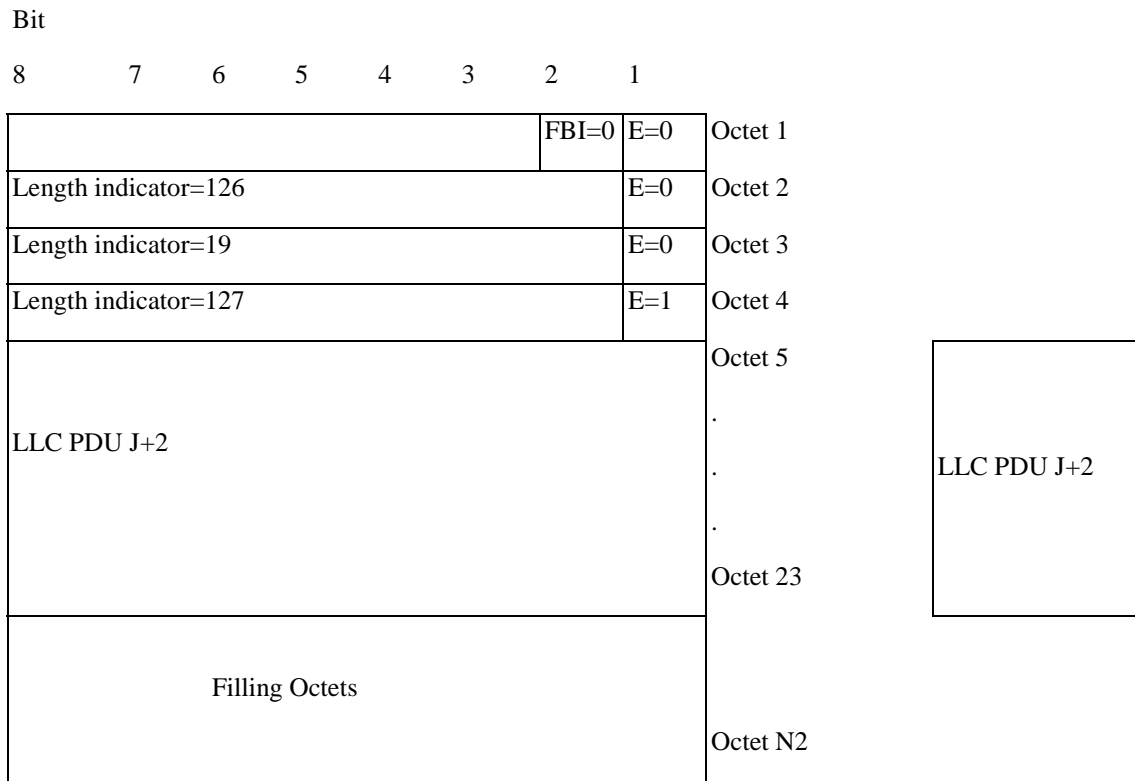 Bit
8 7 6 5 4 3 2 1
FBI=0 E=0 Octet 1
Length indicator=126 E=0 Octet 2
Length indicator=19 E=0 Octet 3
Length indicator=127 E=1 Octet 4
Octet 5
.
LLC PDU J+2
.
LLC PDU J+2
.
Octet 23
Filling Octets
Octet N2